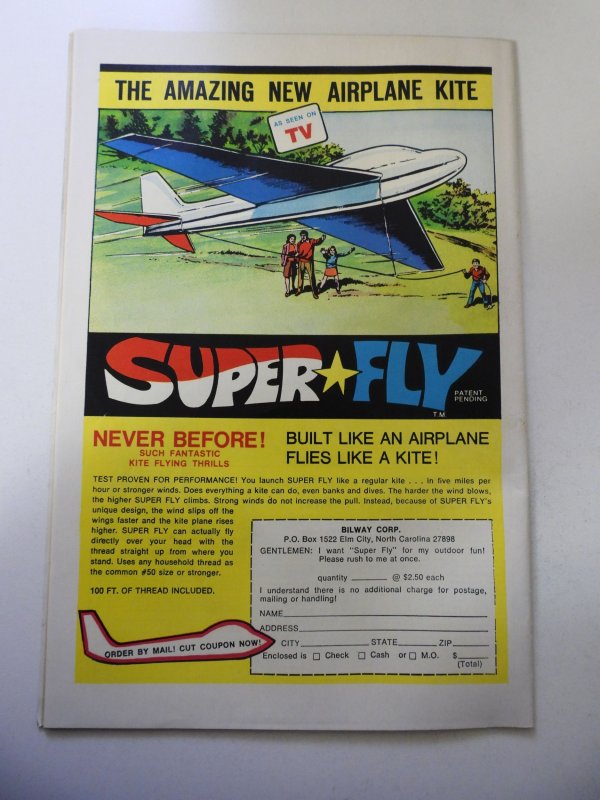 THE AMAZING NEW AIRPLANE KITE
AS SEEN ON
TV
SUPER FLY
PATENT
PENDING
T.M.
NEVER BEFORE!
SUCH FANTASTIC
KITE FLYING THRILLS
BUILT LIKE AN AIRPLANE
FLIES LIKE A KITE!
TEST PROVEN FOR PERFORMANCE! You launch SUPER FLY like a regular kite . . . In five miles per
hour or stronger winds. Does everything a kite can do, even banks and dives. The harder the wind blows,
the higher SUPER FLY climbs. Strong winds do not increase the pull. Instead, because of SUPER FLY's
unique design, the wind slips off the
wings faster and the kite plane rises
higher. SUPER FLY can actually fly
directly over your head with the
thread straight up from where you
stand. Uses any household thread as
the common #50 size or stronger.
100 FT. OF THREAD INCLUDED.
ORDER BY MAIL! CUT COUPON NOW!
BILWAY CORP.
P.O. Box 1522 Elm City, North Carolina 27898
GENTLEMEN: I want "Super Fly" for my outdoor fun!
Please rush to me at once.
quantity ________ @ $2.50 each
I understand there is no additional charge for postage,
mailing or handling!
NAME
ADDRESS
CITY STATE ZIP
Enclosed is □ Check □ Cash or □ M.O. $
(Total)